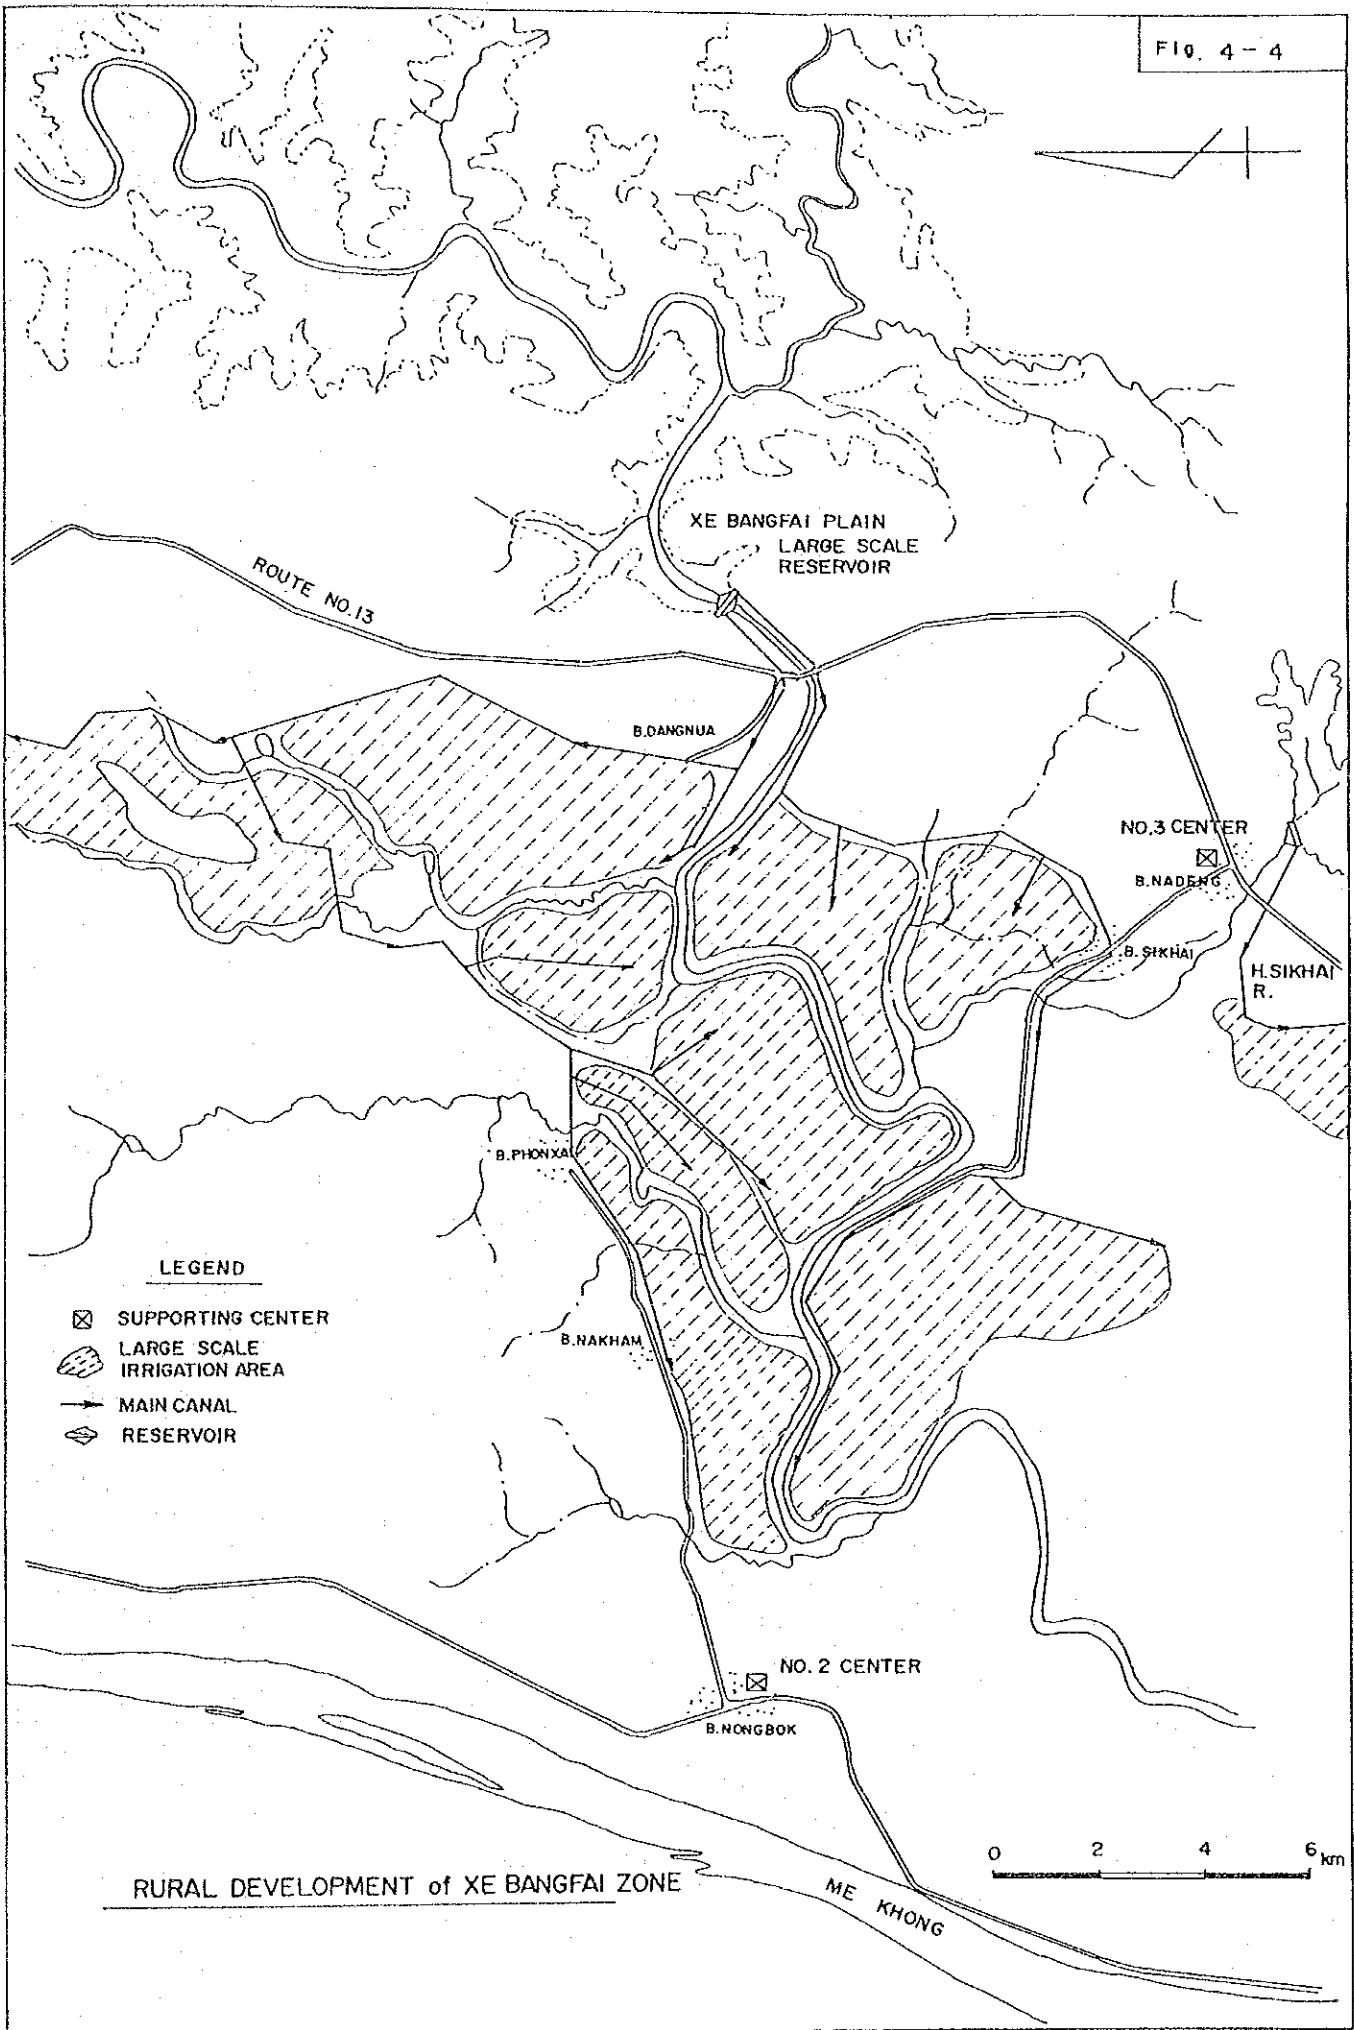 FIG. 4-4
XE BANGFAI PLAIN
LARGE SCALE
RESERVOIR
ROUTE NO.13
B.DANGNUA
NO.3 CENTER
B.NADENG
B.SIKHAI
H.SIKHAI
R.
B.PHONXAI
LEGEND
SUPPORTING CENTER
LARGE SCALE
IRRIGATION AREA
MAIN CANAL
RESERVOIR
B.NAKHAM
NO. 2 CENTER
B.NONGBOK
0 2 4 6 km
RURAL DEVELOPMENT of XE BANGFAI ZONE
ME KHONG